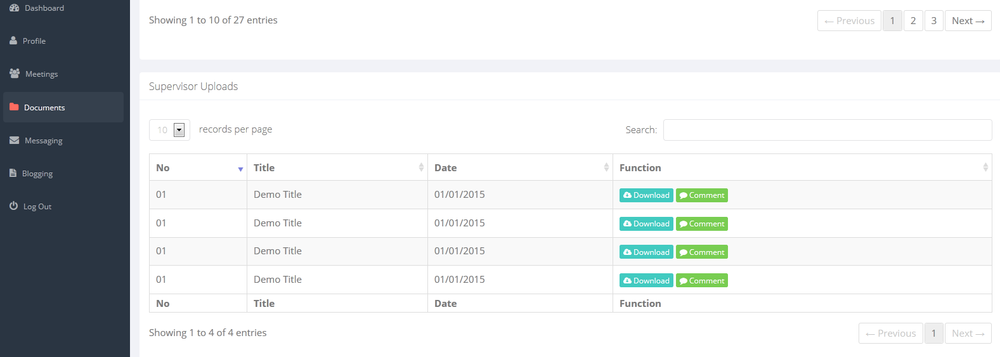 Dashboard
Profile
Meetings
Documents
Messaging
Blogging
Log Out
Showing 1 to 10 of 27 entries
← Previous 1 2 3 Next →
Supervisor Uploads
10 records per page
Search:
No Title Date Function
01 Demo Title 01/01/2015 Download Comment
01 Demo Title 01/01/2015 Download Comment
01 Demo Title 01/01/2015 Download Comment
01 Demo Title 01/01/2015 Download Comment
No Title Date Function
Showing 1 to 4 of 4 entries
← Previous 1 Next →